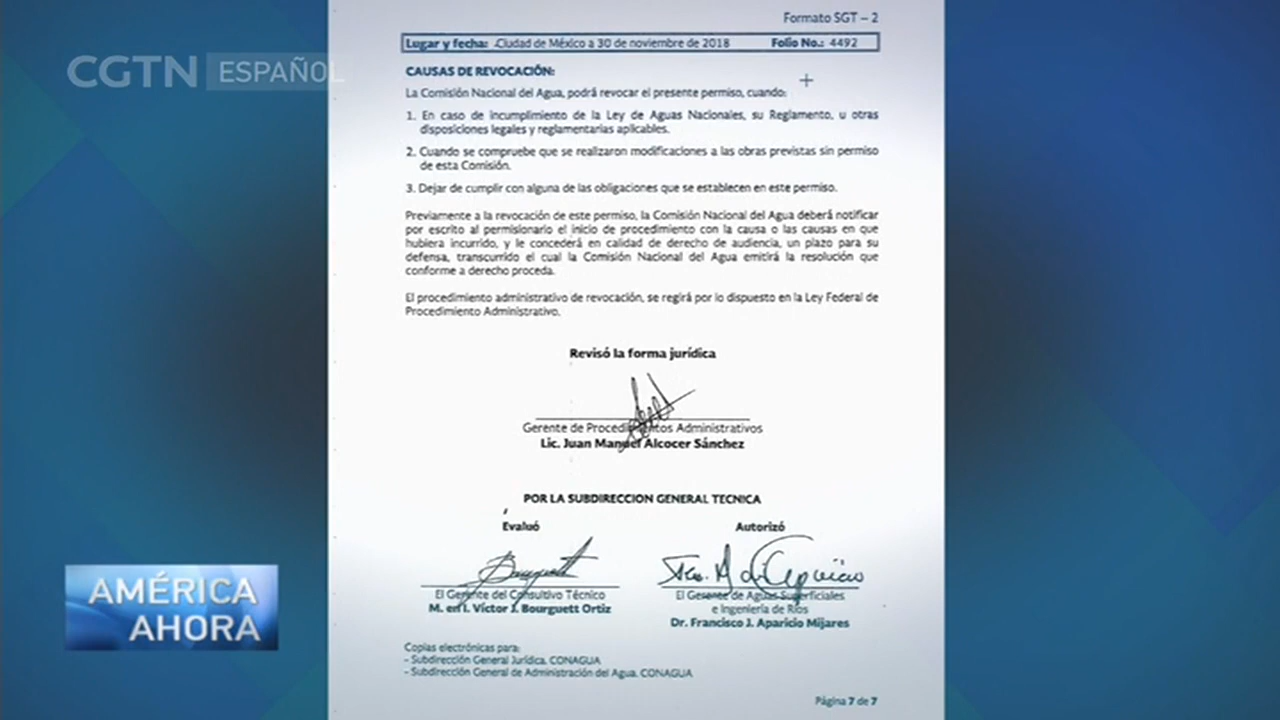 Formato SGT – 2
Lugar y fecha: Ciudad de México a 30 de noviembre de 2018 Folio No.: 4492
CGTN ESPAÑOL
CAUSAS DE REVOCACIÓN:
La Comisión Nacional del Agua, podrá revocar el presente permiso, cuando:
1. En caso de incumplimiento de la Ley de Aguas Nacionales, su Reglamento, u otras
disposiciones legales y reglamentarias aplicables.
2. Cuando se compruebe que se realizaron modificaciones a las obras previstas sin permiso
de esta Comisión.
3. Dejar de cumplir con alguna de las obligaciones que se establecen en este permiso.
Previamente a la revocación de este permiso, la Comisión Nacional del Agua deberá notificar
por escrito al permisionario el inicio de procedimiento con la causa o las causas en que
hubiera incurrido, y le concederá en calidad de derecho de audiencia, un plazo para su
defensa, transcurrido el cual la Comisión Nacional del Agua emitirá la resolución que
conforme a derecho proceda.
El procedimiento administrativo de revocación, se regirá por lo dispuesto en la Ley Federal de
Procedimiento Administrativo.
Revisó la forma jurídica
Gerente de Procedimientos Administrativos
Lic. Juan Manuel Alcocer Sánchez
POR LA SUBDIRECCION GENERAL TECNICA
Evaluó
Autorizó
Bourguett
El Gerente del Consultivo Técnico
M. en I. Víctor J. Bourguett Ortiz
El Gerente de Aguas Superficiales
e Ingeniería de Ríos
Dr. Francisco J. Aparicio Mijares
AMÉRICA
AHORA
Copias electrónicas para:
- Subdirección General Jurídica. CONAGUA
- Subdirección General de Administración del Agua. CONAGUA
Página 7 de 7